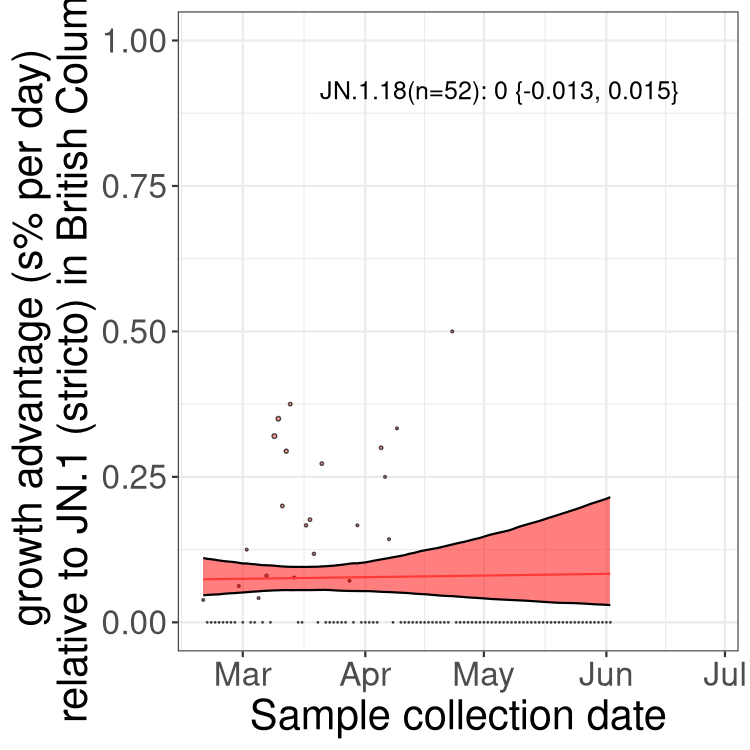 growth advantage (s% per day)
relative to JN.1 (stricto) in British Colum
1.00
0.75
0.50
0.25
0.00
JN.1.18(n=52): 0 {-0.013, 0.015}
Mar Apr May Jun Jul
Sample collection date